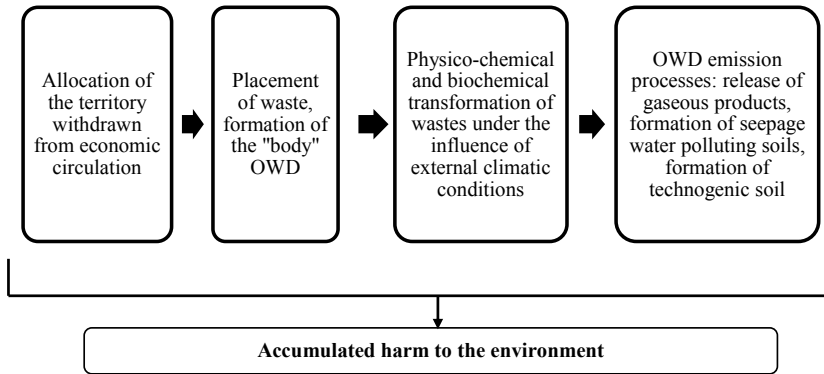 Allocation of
the territory
withdrawn
from economic
circulation
Placement
of waste,
formation of
the "body"
OWD
Physico-chemical
and biochemical
transformation of
wastes under the
influence of
external climatic
conditions
OWD emission
processes: release of
gaseous products,
formation of seepage
water polluting soils,
formation of
technogenic soil
Accumulated harm to the environment